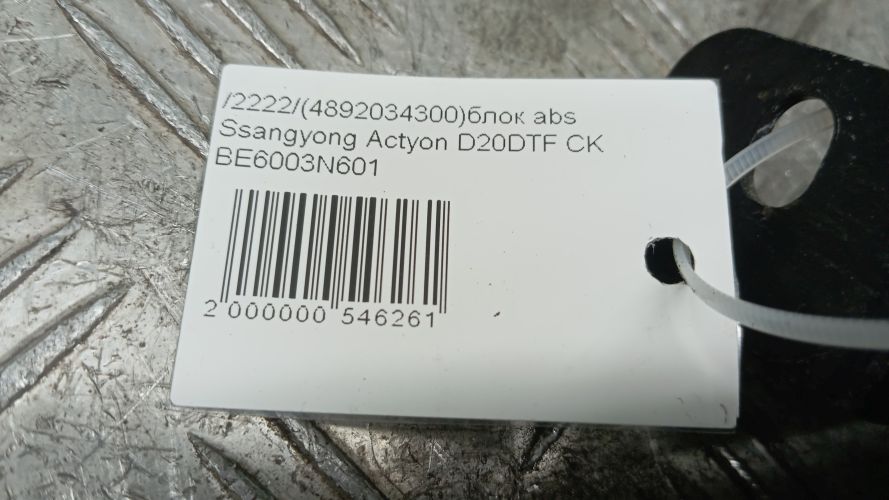 /2222/(4892034300)блок abs
Ssangyong Actyon D20DTF CK
BE6003N601
2 000000 546261